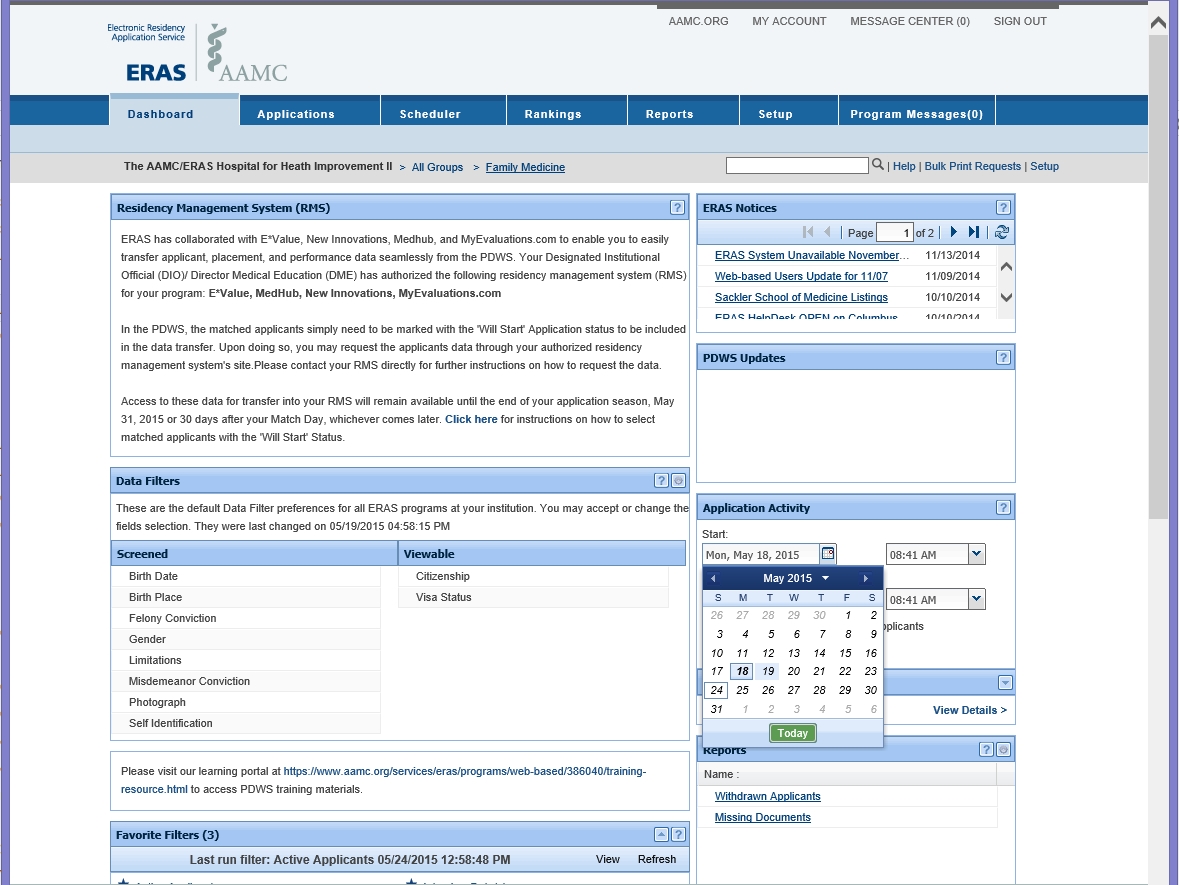 AAMC.ORG MY ACCOUNT MESSAGE CENTER (0) SIGN OUT
Electronic Residency
Application Service
ERAS
AAMC
Dashboard Applications Scheduler Rankings Reports Setup Program Messages(0)
The AAMC/ERAS Hospital for Heath Improvement II > All Groups > Family Medicine | Help | Bulk Print Requests | Setup
Residency Management System (RMS) ?
ERAS has collaborated with E*Value, New Innovations, Medhub, and MyEvaluations.com to enable you to easily
transfer applicant, placement, and performance data seamlessly from the PDWS. Your Designated Institutional
Official (DIO)/ Director Medical Education (DME) has authorized the following residency management system (RMS)
for your program: E*Value, MedHub, New Innovations, MyEvaluations.com
In the PDWS, the matched applicants simply need to be marked with the 'Will Start' Application status to be included
in the data transfer. Upon doing so, you may request the applicants data through your authorized residency
management system's site.Please contact your RMS directly for further instructions on how to request the data.
Access to these data for transfer into your RMS will remain available until the end of your application season, May
31, 2015 or 30 days after your Match Day, whichever comes later. Click here for instructions on how to select
matched applicants with the 'Will Start' Status.
Data Filters ?
These are the default Data Filter preferences for all ERAS programs at your institution. You may accept or change the
fields selection. They were last changed on 05/19/2015 04:58:15 PM
Screened Viewable
Birth Date Citizenship
Birth Place Visa Status
Felony Conviction
Gender
Limitations
Misdemeanor Conviction
Photograph
Self Identification
Please visit our learning portal at https://www.aamc.org/services/eras/programs/web-based/386040/training-
resource.html to access PDWS training materials.
Favorite Filters (3) ?
Last run filter: Active Applicants 05/24/2015 12:58:48 PM View Refresh
ERAS Notices ?
Page 1 of 2
ERAS System Unavailable November... 11/13/2014
Web-based Users Update for 11/07 11/09/2014
Sackler School of Medicine Listings 10/10/2014
ERAS HelpDesk OPEN on Columbus 10/10/2014
PDWS Updates ?
Application Activity ?
Start:
Mon, May 18, 2015 08:41 AM
May 2015
S M T W T F S
26 27 28 29 30 1 2
3 4 5 6 7 8 9
10 11 12 13 14 15 16
17 18 19 20 21 22 23
24 25 26 27 28 29 30
31 1 2 3 4 5 6
Today
08:41 AM
plicants
View Details >
Reports ?
Name :
Withdrawn Applicants
Missing Documents